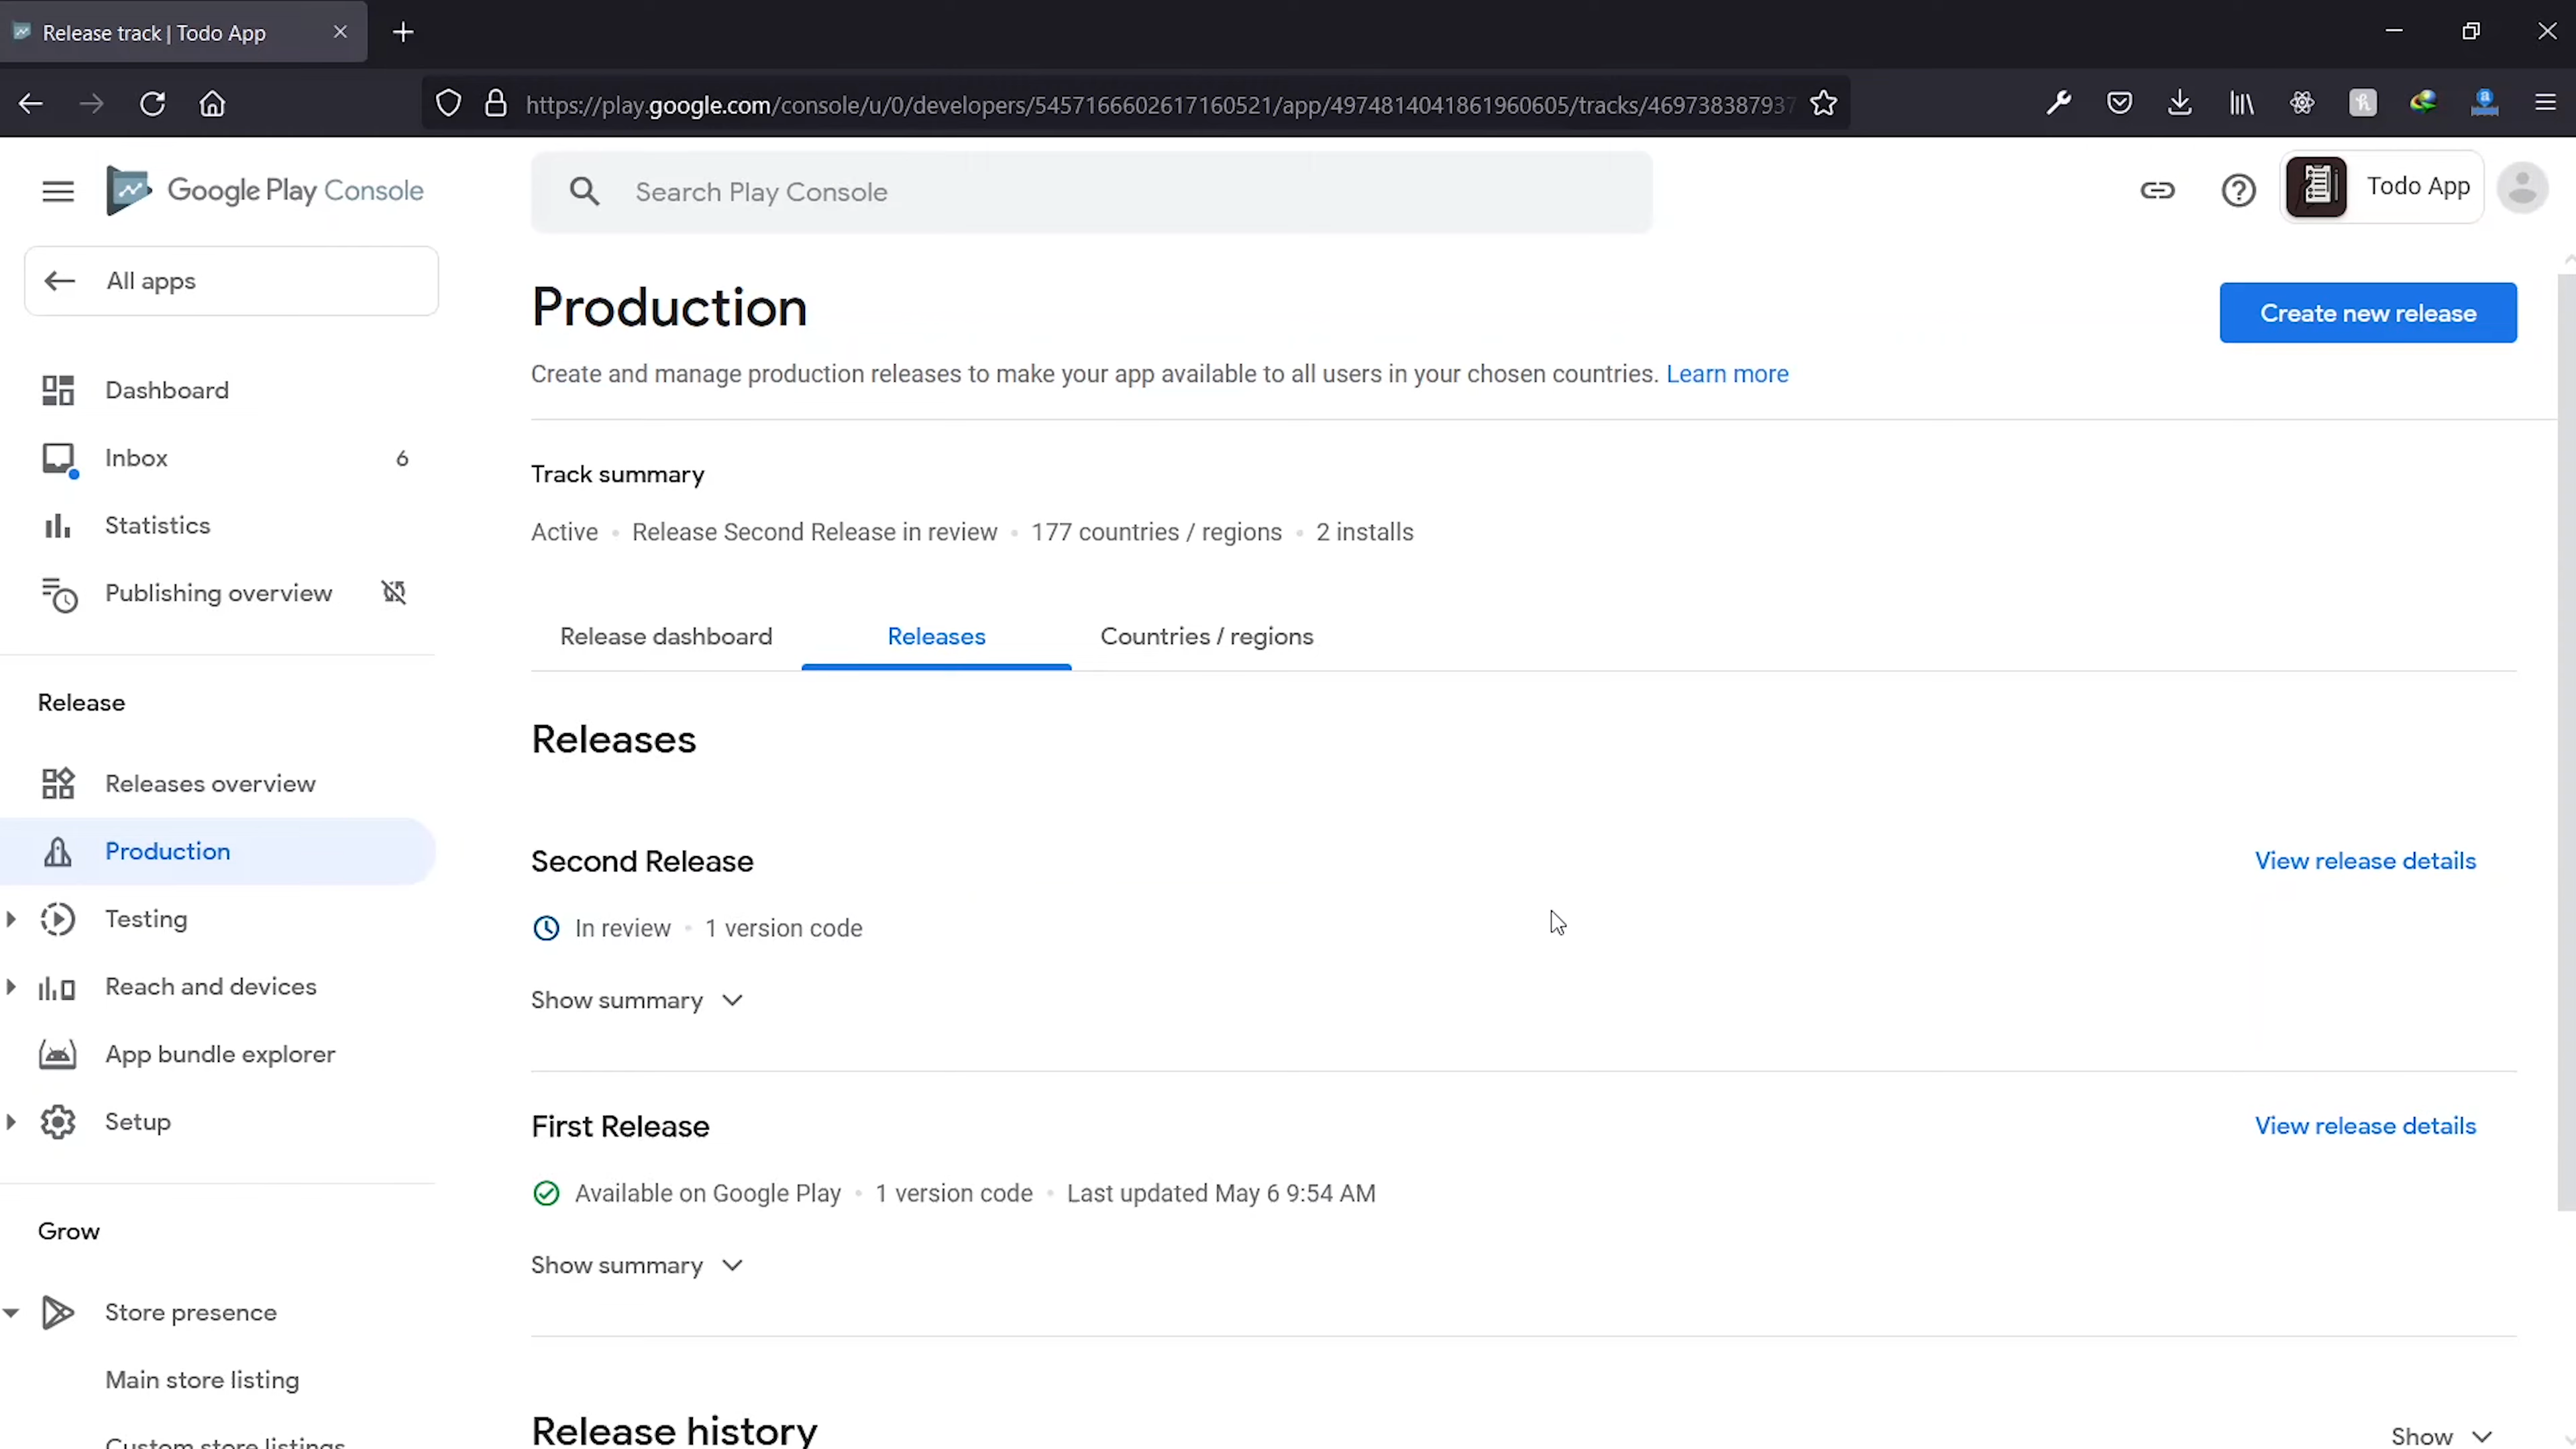 Release track | Todo App
https://play.google.com/console/u/0/developers/5457166602617160521/app/4974814041861960605/tracks/469738387937
Google Play Console
Search Play Console
Todo App
All apps
Dashboard
Inbox 6
Statistics
Publishing overview
Release
Releases overview
Production
Testing
Reach and devices
App bundle explorer
Setup
Grow
Store presence
Main store listing
Custom store listings
Production
Create new release
Create and manage production releases to make your app available to all users in your chosen countries. Learn more
Track summary
Active • Release Second Release in review • 177 countries / regions • 2 installs
Release dashboard Releases Countries / regions
Releases
Second Release View release details
In review • 1 version code
Show summary
First Release View release details
Available on Google Play • 1 version code • Last updated May 6 9:54 AM
Show summary
Release history Show